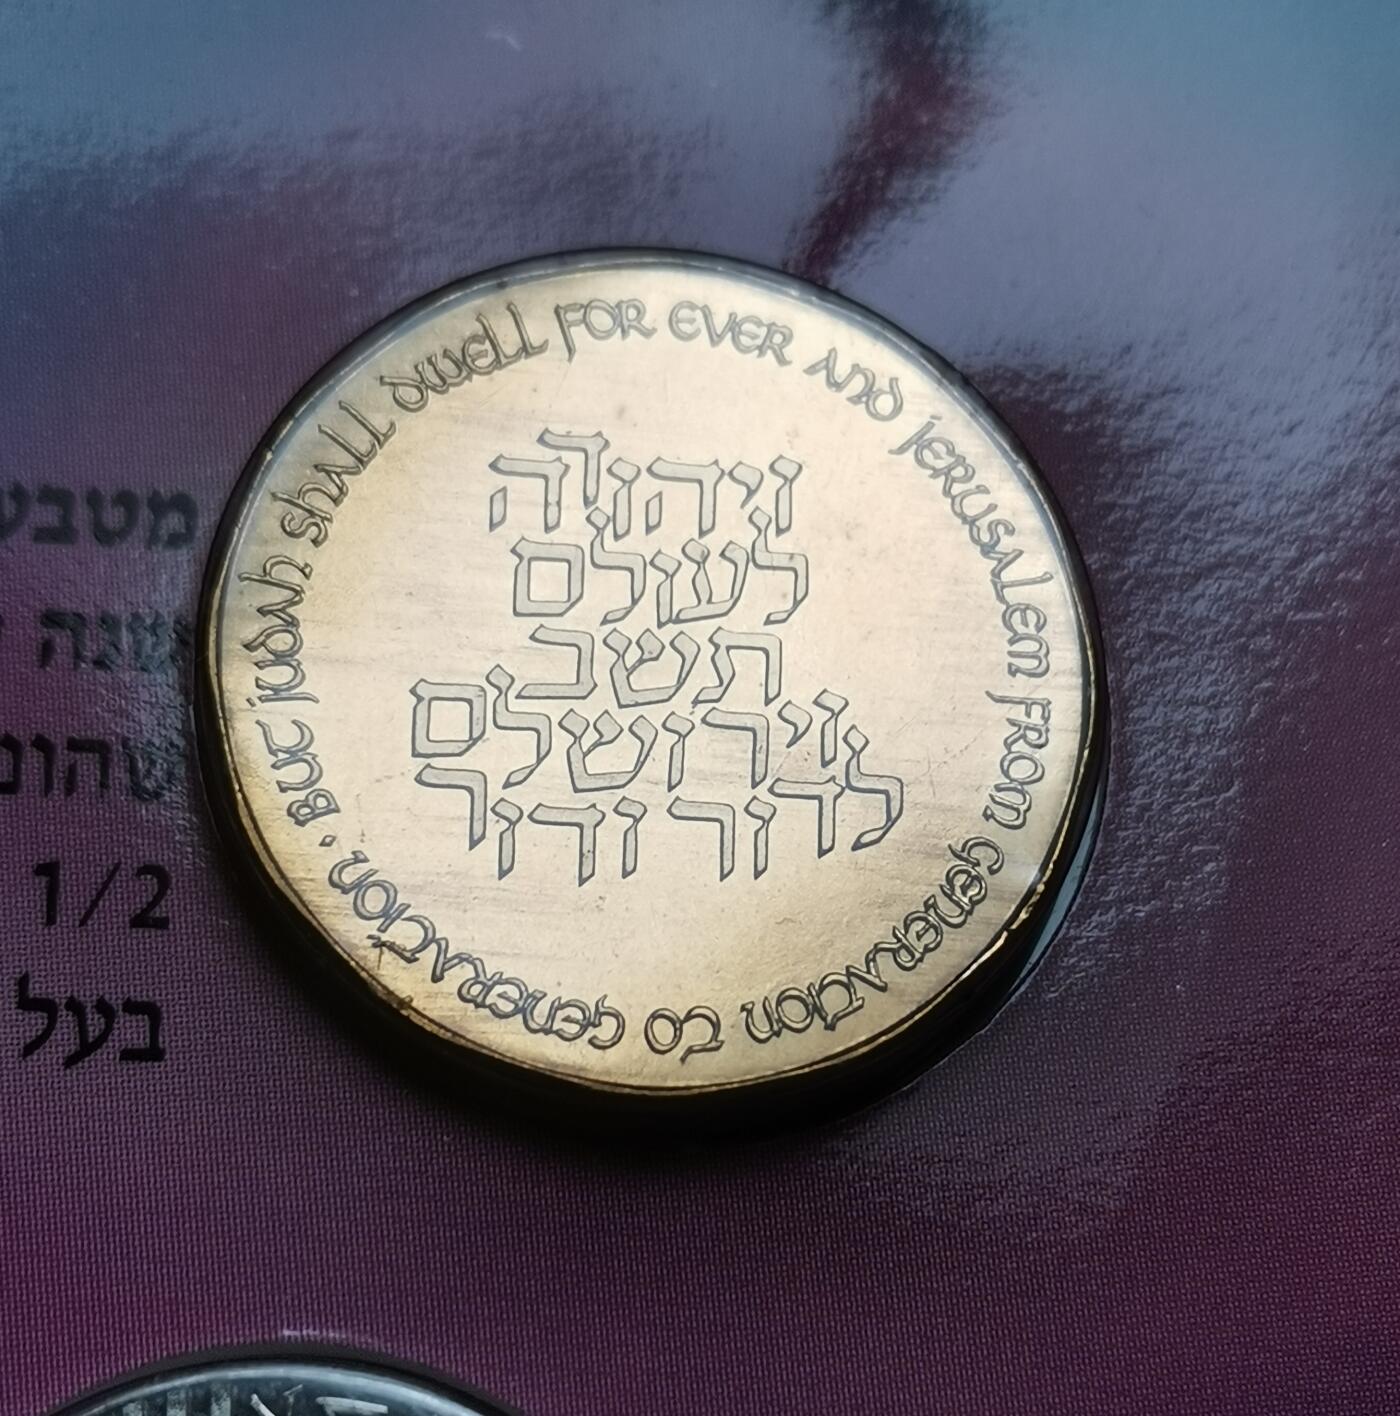 BUT JUDAH SHALL DWELL FOR EVER AND JERUSALEM FROM GENERATION TO GENERATION.
ויהודה
לעולם
תשב
וירושלם
לדור ודור
מטבע
שנה
1/2
בעל